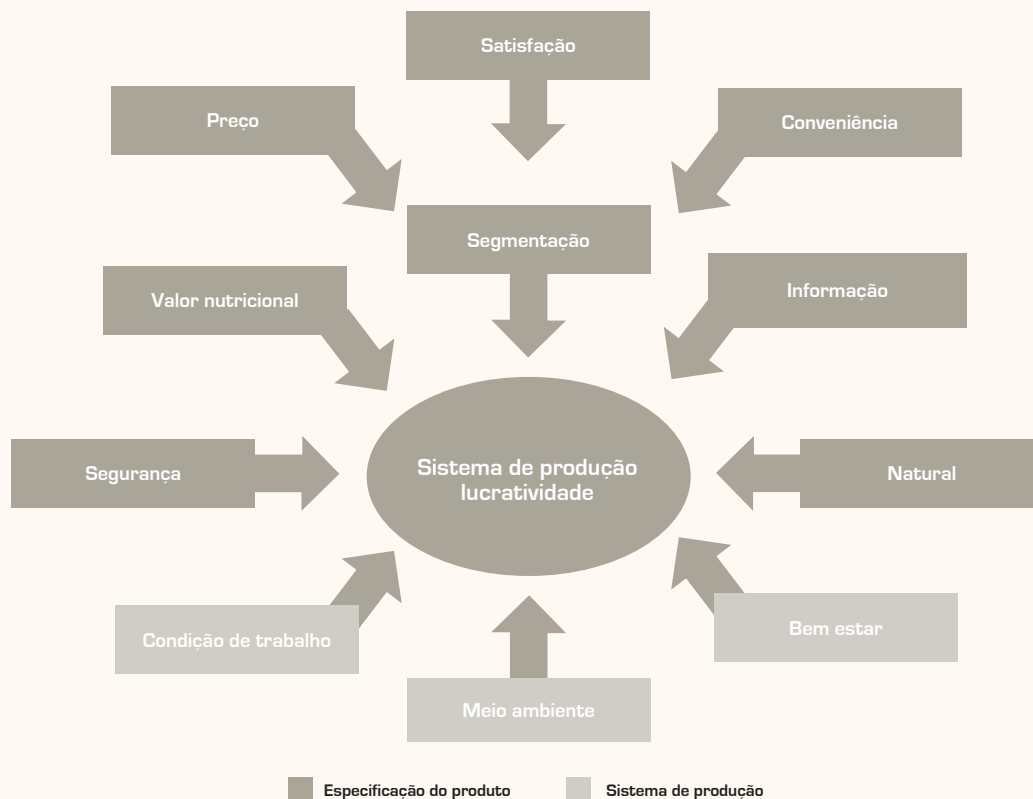 Satisfação
Preço
Conveniência
Segmentação
Valor nutricional
Informação
Sistema de produção
lucratividade
Segurança
Natural
Condição de trabalho
Bem estar
Meio ambiente
Especificação do produto
Sistema de produção